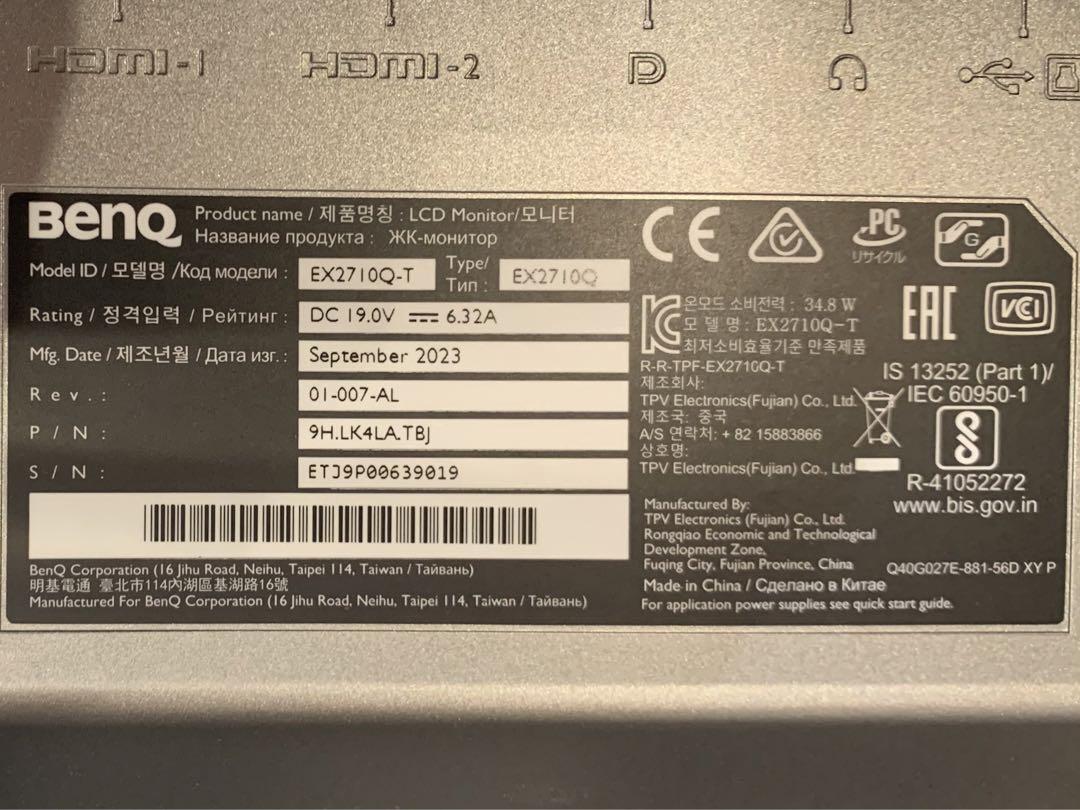 HDMI-1 HDMI-2
BenQ
Product name / 제품명칭 : LCD Monitor/모니터
Название продукта : ЖК-монитор
Model ID / 모델명 /Код модели : EX2710Q-T Type/ Тип : EX2710Q
Rating / 정격입력 / Рейтинг : DC 19.0V 6.32A
Mfg. Date / 제조년월 / Дата изг. : September 2023
Rev. : 01-007-AL
P / N : 9H.LK4LA.TBJ
S / N : ETJ9P00639019
BenQ Corporation (16 Jihu Road, Neihu, Taipei 114, Taiwan / Тайвань)
明基電通 臺北市114內湖區基湖路16號
Manufactured For BenQ Corporation (16 Jihu Road, Neihu, Taipei 114, Taiwan / Тайвань)
CE
PC
リサイクル
G
온모드 소비전력 : 34.8 W
모 델 명 : EX2710Q-T
최저소비효율기준 만족제품
R-R-TPF-EX2710Q-T
제조회사:
TPV Electronics(Fujian) Co., Ltd.
제조국: 중국
A/S 연락처: + 82 15883866
상호명:
TPV Electronics(Fujian) Co., Ltd.
EAC
VCI
IS 13252 (Part 1)/
IEC 60950-1
R-41052272
www.bis.gov.in
Manufactured By:
TPV Electronics (Fujian) Co., Ltd.
Rongqiao Economic and Technological
Development Zone,
Fuqing City, Fujian Province, China
Q40G027E-881-56D XY P
Made in China / Сделано в Китае
For application power supplies see quick start guide.